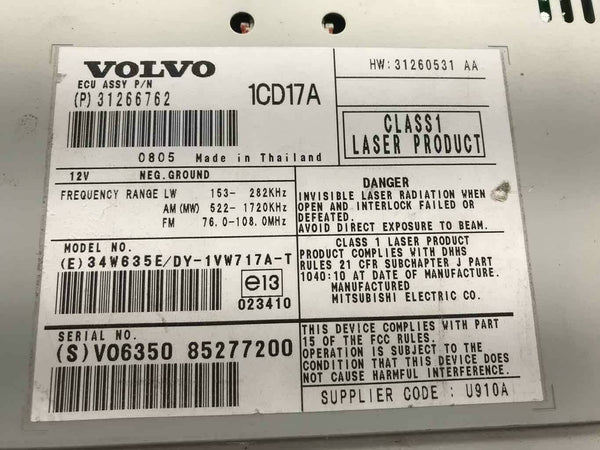 VOLVO
ECU ASSY P/N
(P) 31266762
1CD17A
HW: 31260531 AA
CLASS1
LASER PRODUCT
0805 Made in Thailand
12V NEG.GROUND
FREQUENCY RANGE LW 153- 282KHz
AM (MW) 522- 1720KHz
FM 76.0-108.0MHz
DANGER
INVISIBLE LASER RADIATION WHEN
OPEN AND INTERLOCK FAILED OR
DEFEATED.
AVOID DIRECT EXPOSURE TO BEAM.
MODEL NO.
(E) 34W635E/DY-1VW717A-T
e13
023410
CLASS 1 LASER PRODUCT
PRODUCT COMPLIES WITH DHHS
RULES 21 CFR SUBCHAPTER J PART
1040:10 AT DATE OF MANUFACTURE.
MANUFACTURED
MITSUBISHI ELECTRIC CO.
SERIAL NO.
(S) VO6350 85277200
THIS DEVICE COMPLIES WITH PART
15 OF THE FCC RULES.
OPERATION IS SUBJECT TO THE
CONDITION THAT THIS DEVICE DOES
NOT CAUSE HARMFUL INTERFERENCE.
SUPPLIER CODE : U910A